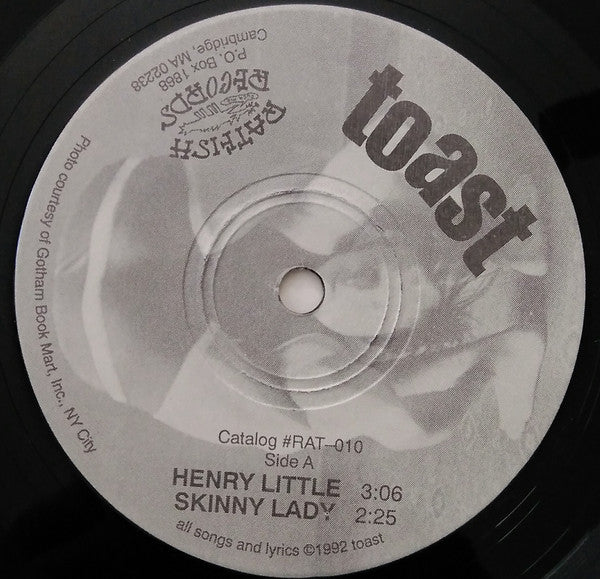 toast
RATFISH
RECORDS
P.O. Box 1868
Cambridge, MA 02238
Photo courtesy of Gotham Book Mart, Inc., NY City
Catalog #RAT-010
Side A
HENRY LITTLE 3:06
SKINNY LADY 2:25
all songs and lyrics ©1992 toast